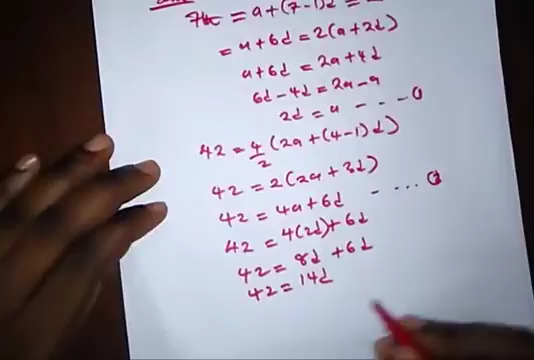 7th = a+(7-1)d =
= a+6d = 2(a+2d)
a+6d = 2a+4d
6d-4d = 2a-a
2d = a ---①
42 = 4/2 (2a+(4-1)d)
42 = 2(2a+3d)
42 = 4a+6d ---- ②
42 = 4(2d)+6d
42 = 8d +6d
42 = 14d